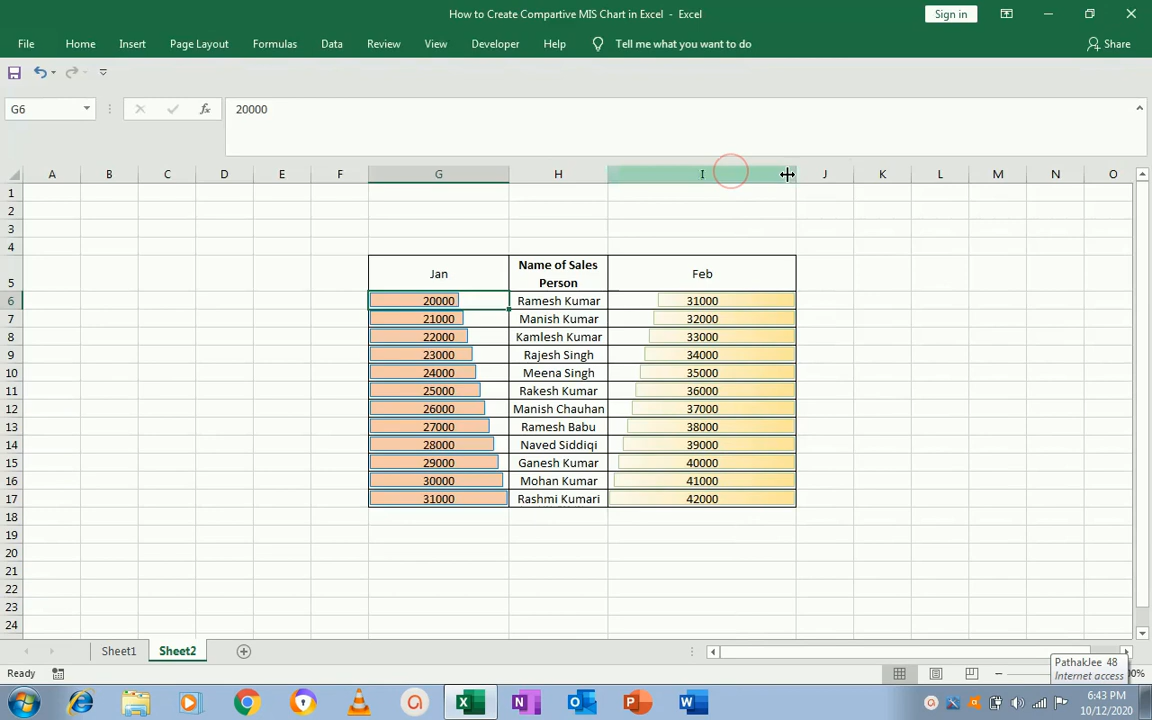 How to Create Compartive MIS Chart in Excel - Excel
Sign in
File Home Insert Page Layout Formulas Data Review View Developer Help Tell me what you want to do Share
G6 fx 20000
A B C D E F G H I J K L M N O
1
2
3
4
5 Jan Name of Sales Person Feb
6 20000 Ramesh Kumar 31000
7 21000 Manish Kumar 32000
8 22000 Kamlesh Kumar 33000
9 23000 Rajesh Singh 34000
10 24000 Meena Singh 35000
11 25000 Rakesh Kumar 36000
12 26000 Manish Chauhan 37000
13 27000 Ramesh Babu 38000
14 28000 Naved Siddiqi 39000
15 29000 Ganesh Kumar 40000
16 30000 Mohan Kumar 41000
17 31000 Rashmi Kumari 42000
18
19
20
21
22
23
24
Sheet1 Sheet2
PathakJee 48
Internet access
Ready
6:43 PM
10/12/2020